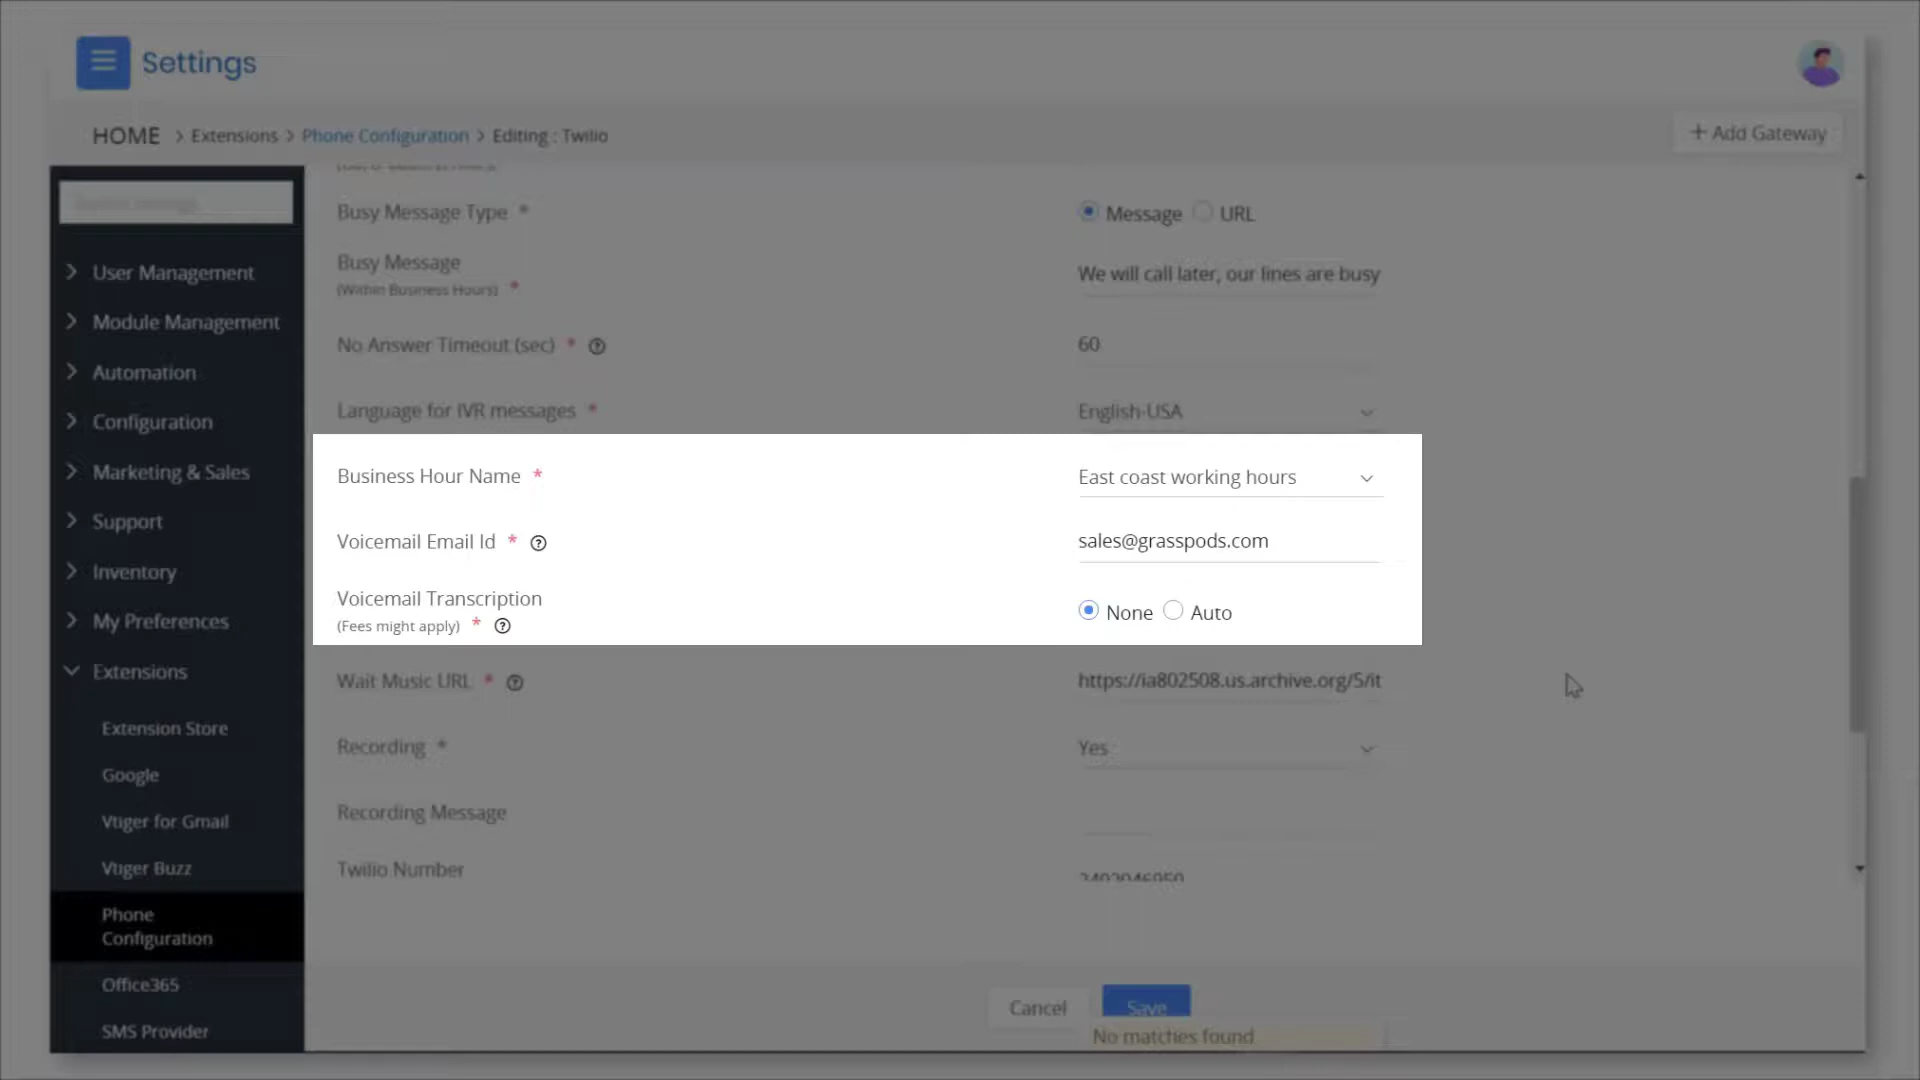 Settings
HOME > Extensions > Phone Configuration > Editing : Twilio
+ Add Gateway
User Management
Module Management
Automation
Configuration
Marketing & Sales
Support
Inventory
My Preferences
Extensions
Extension Store
Google
Vtiger for Gmail
Vtiger Buzz
Phone
Configuration
Office365
SMS Provider
Busy Message Type * Message URL
Busy Message
(Within Business Hours) * We will call later, our lines are busy
No Answer Timeout (sec) * 60
Language for IVR messages * English-USA
Business Hour Name * East coast working hours
Voicemail Email Id * sales@grasspods.com
Voicemail Transcription
(Fees might apply) * None Auto
Wait Music URL * https://ia802508.us.archive.org/5/it
Recording * Yes
Recording Message
Twilio Number
Cancel Save
No matches found